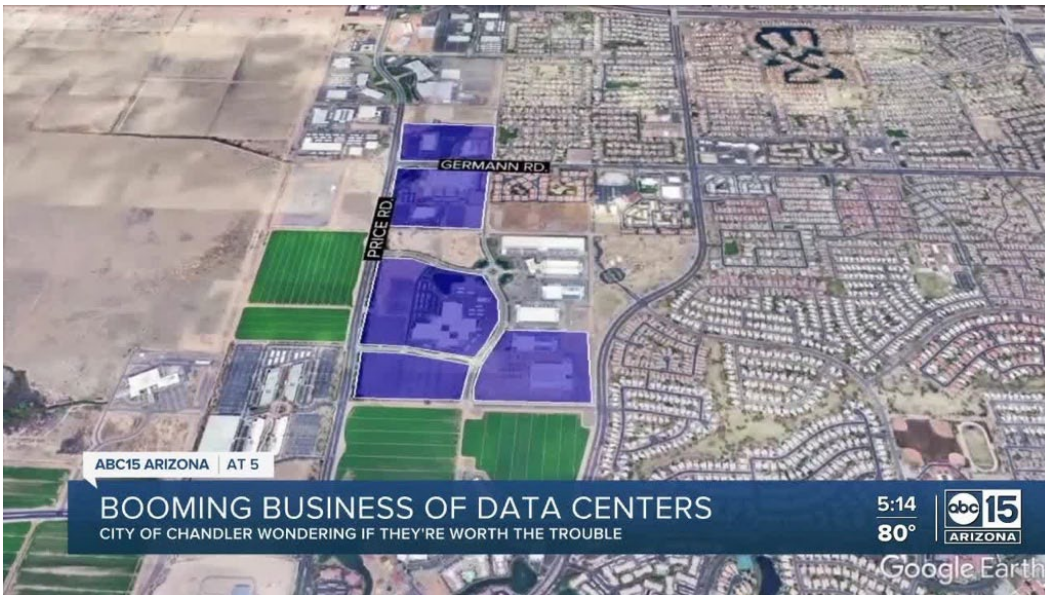 GERMANN RD.
PRICE RD.
ABC15 ARIZONA | AT 5
BOOMING BUSINESS OF DATA CENTERS
CITY OF CHANDLER WONDERING IF THEY'RE WORTH THE TROUBLE
5:14
80°
abc 15
ARIZONA
Google Earth